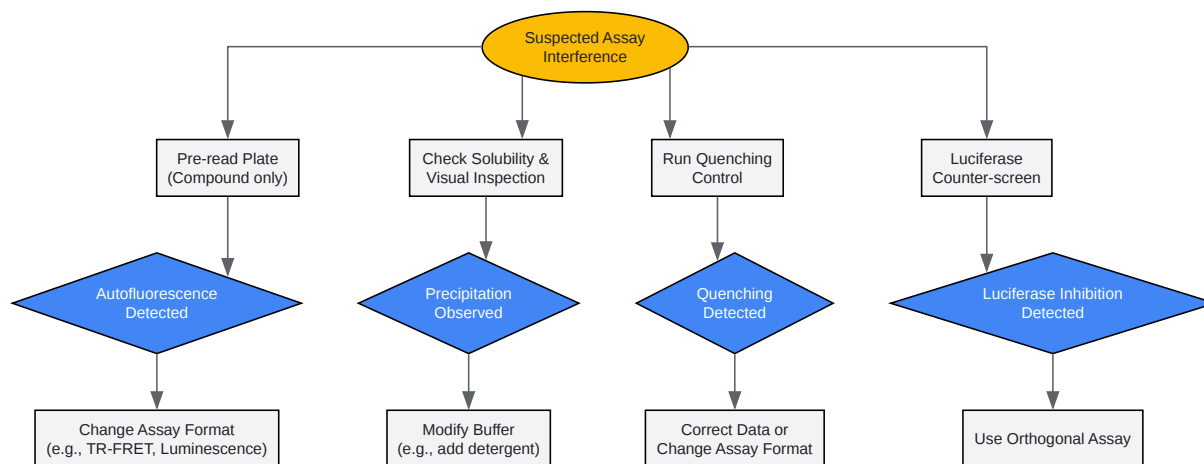 Suspected Assay
Interference
Pre-read Plate
(Compound only)
Check Solubility &
Visual Inspection
Run Quenching
Control
Luciferase
Counter-screen
Autofluorescence
Detected
Precipitation
Observed
Quenching
Detected
Luciferase Inhibition
Detected
Change Assay Format
(e.g., TR-FRET, Luminescence)
Modify Buffer
(e.g., add detergent)
Correct Data or
Change Assay Format
Use Orthogonal Assay